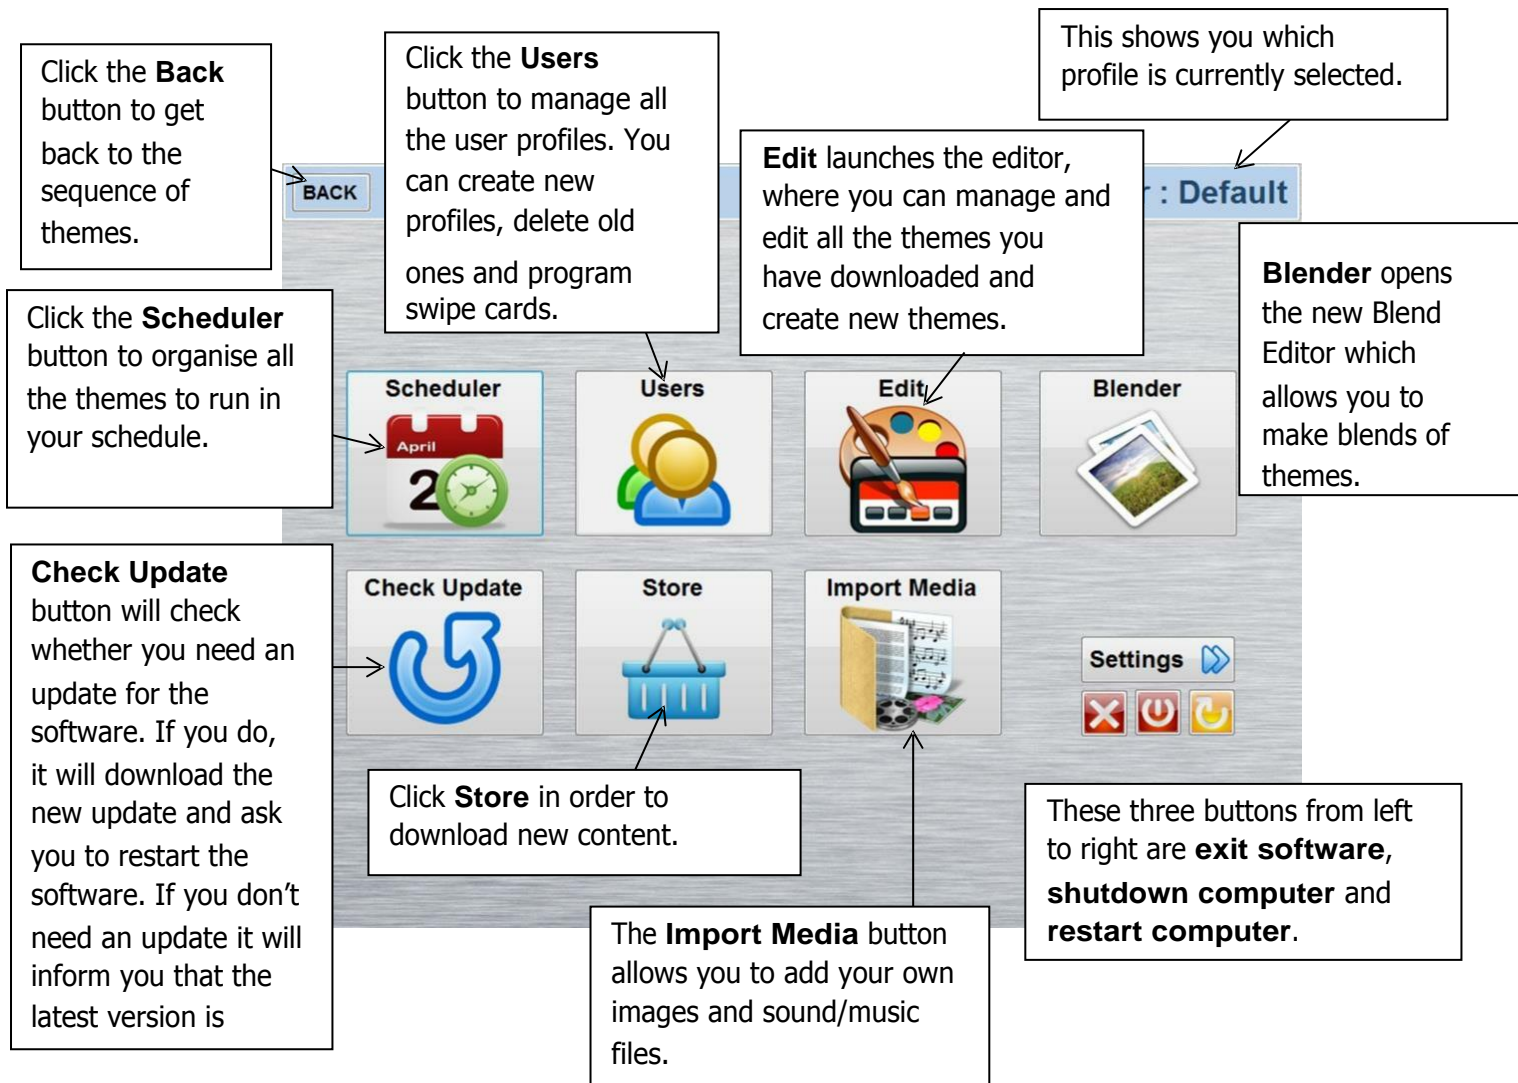 Click the Back
button to get
back to the
sequence of
themes.
Click the Users
button to manage all
the user profiles. You
can create new
profiles, delete old
ones and program
swipe cards.
This shows you which
profile is currently selected.
Edit launches the editor,
where you can manage and
edit all the themes you
have downloaded and
create new themes.
BACK
: Default
Blender opens
the new Blend
Editor which
allows you to
make blends of
themes.
Click the Scheduler
button to organise all
the themes to run in
your schedule.
Scheduler
April
2
Users
Edit
Blender
Check Update
button will check
whether you need an
update for the
software. If you do,
it will download the
new update and ask
you to restart the
software. If you don't
need an update it will
inform you that the
latest version is
Check Update
Store
Import Media
Settings
Click Store in order to
download new content.
These three buttons from left
to right are exit software,
shutdown computer and
restart computer.
The Import Media button
allows you to add your own
images and sound/music
files.